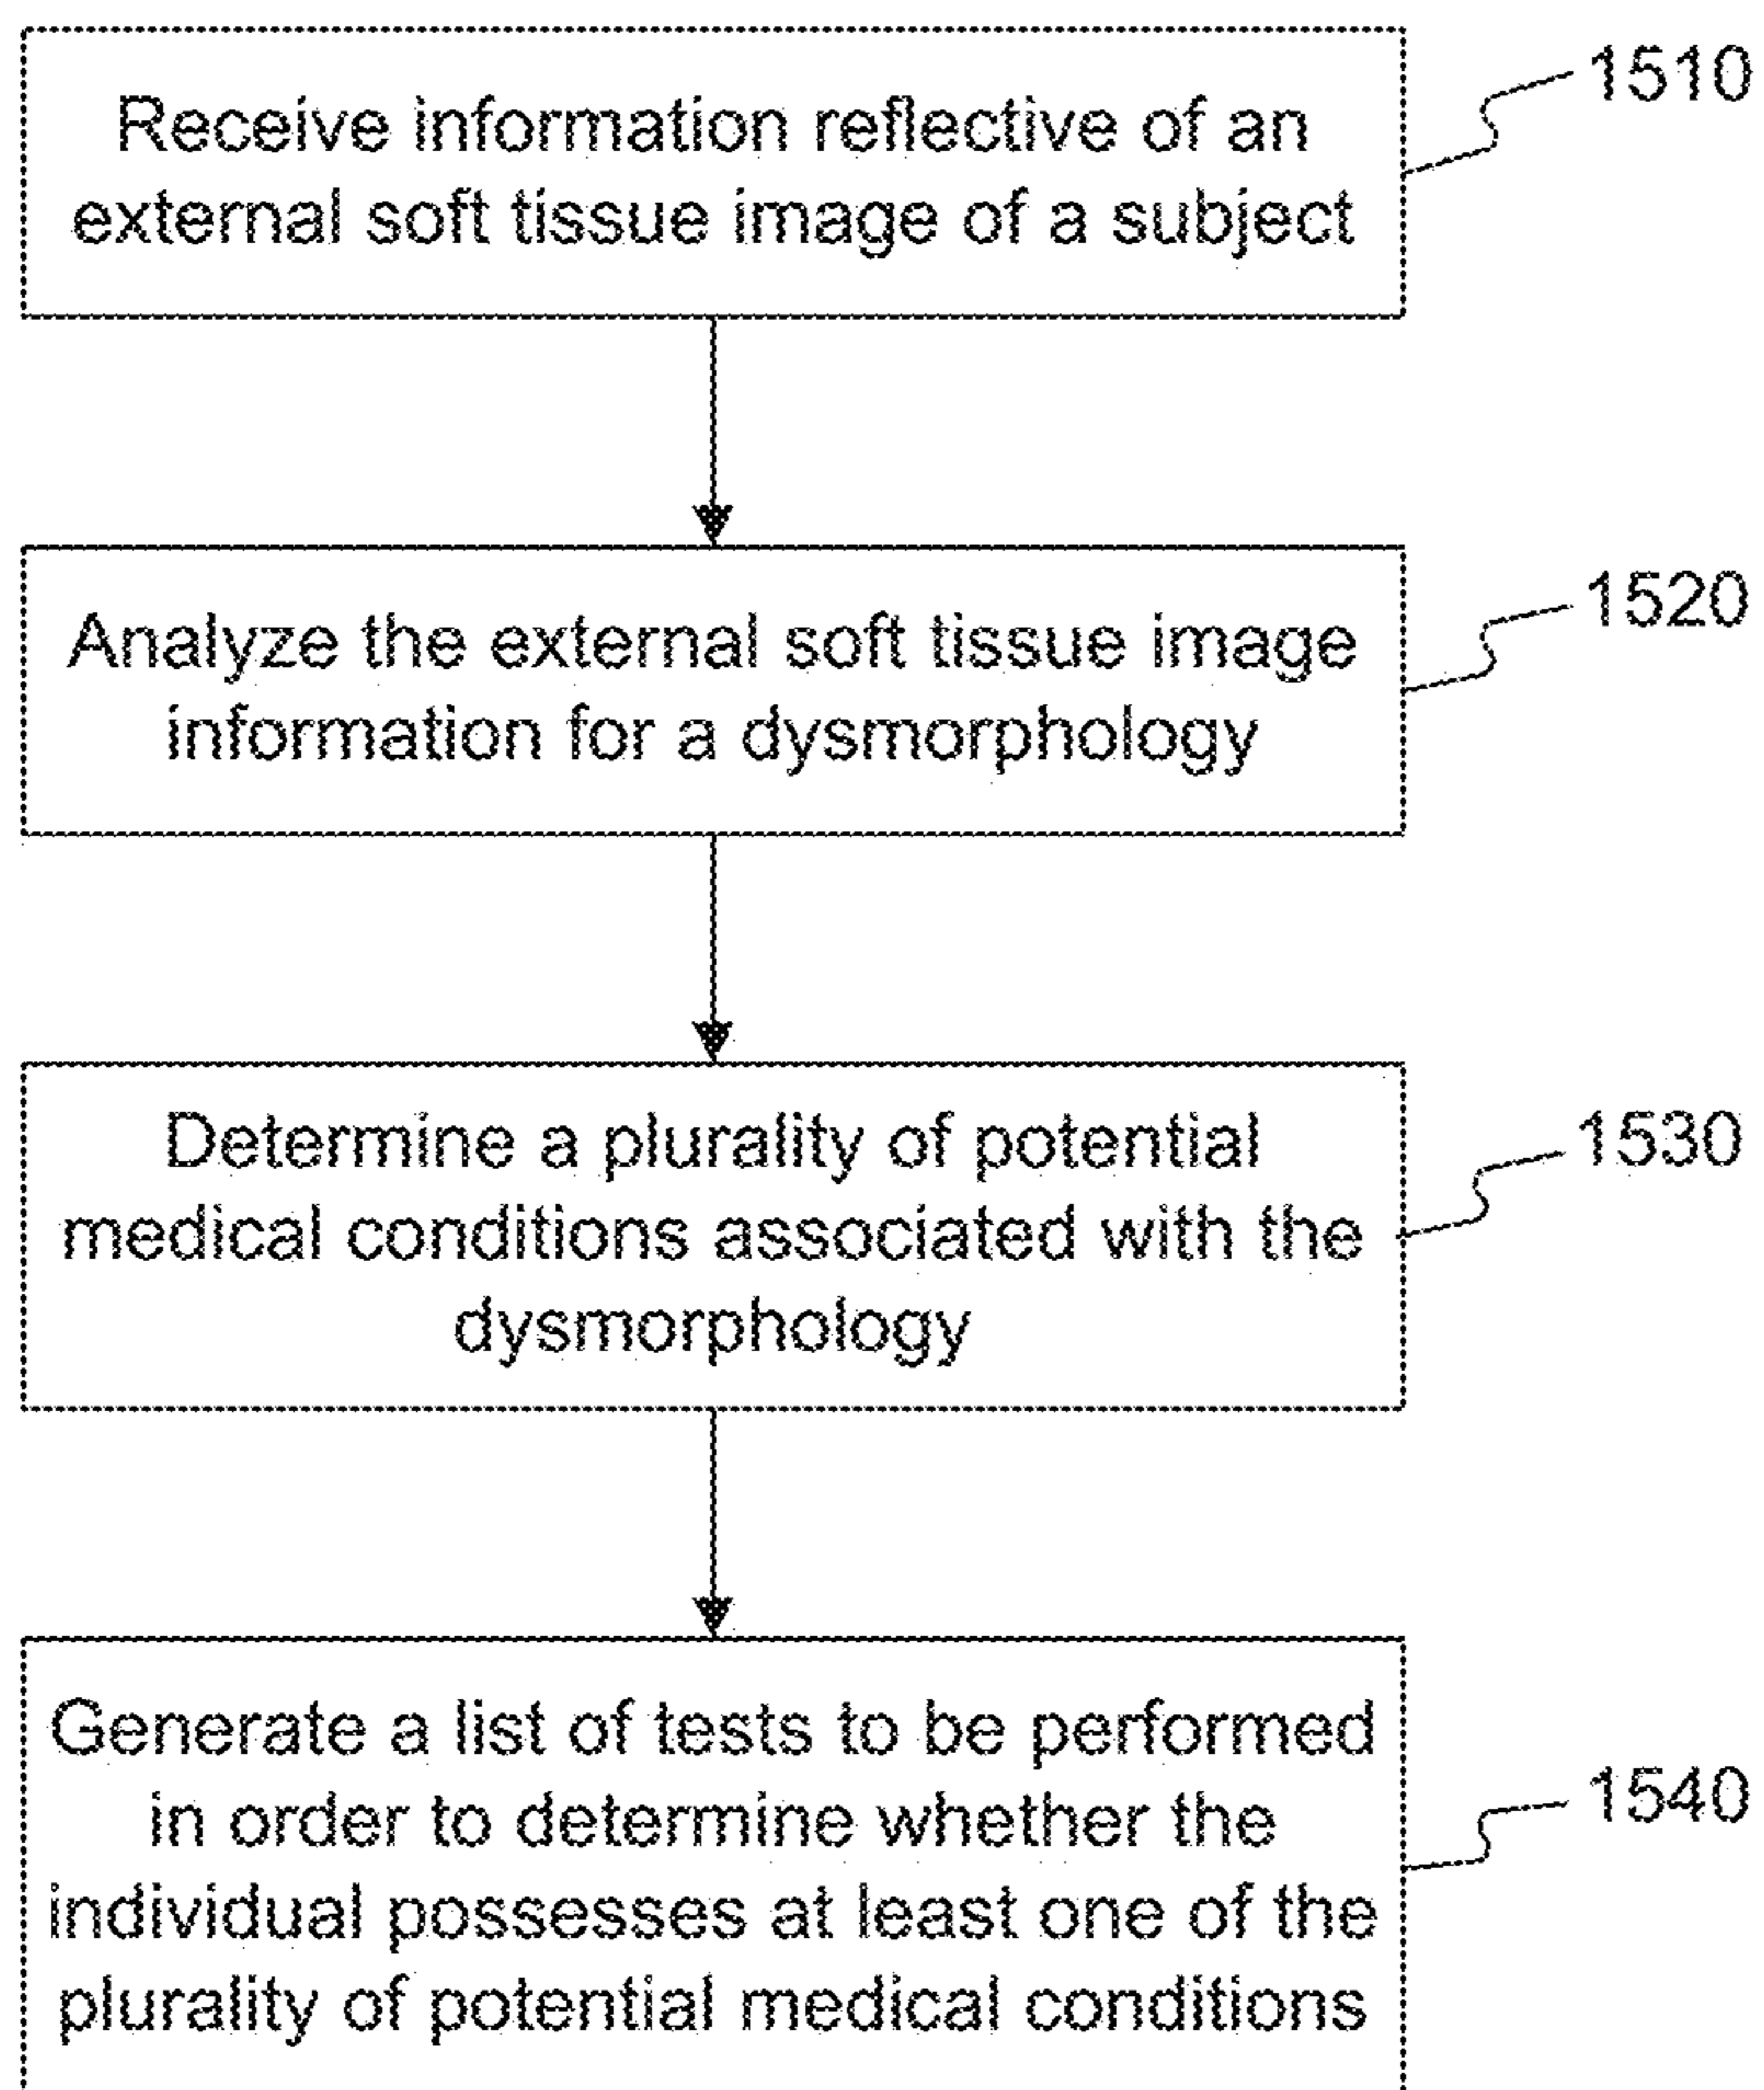 Receive information reflective of an
external soft tissue image of a subject
1510
Analyze the external soft tissue image
information for a dysmorphology
1520
Determine a plurality of potential
medical conditions associated with the
dysmorphology
1530
Generate a list of tests to be performed
in order to determine whether the
individual possesses at least one of the
plurality of potential medical conditions
1540